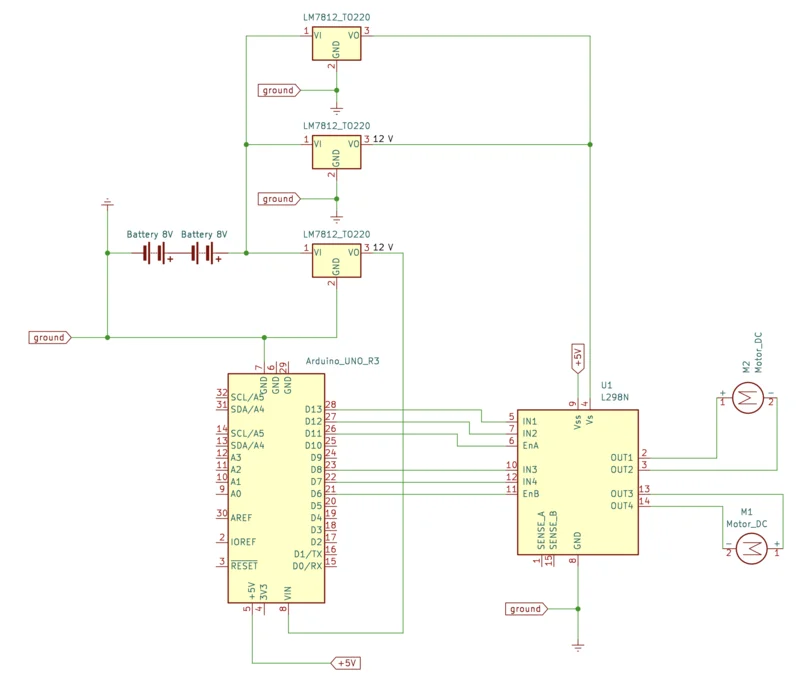 LM7812_TO220
1 VI VO 3
GND
2
ground
LM7812_TO220
1 VI VO 3 12 V
GND
2
ground
Battery 8V Battery 8V
+ +
LM7812_TO220
1 VI VO 3 12 V
GND
2
ground
Arduino_UNO_R3
7 6 29
GND GND GND
32 SCL/A5
31 SDA/A4
14 SCL/A5
13 SDA/A4
12 A3
11 A2
10 A1
9 A0
30 AREF
2 IOREF
3 RESET
D13 28
D12 27
D11 26
D10 25
D9 24
D8 23
D7 22
D6 21
D5 20
D4 19
D3 18
D2 17
D1/TX 16
D0/RX 15
+5V 3V3 VIN
5 4 8
+5V
+5V
U1
L298N
9 4
Vss Vs
5 IN1
7 IN2
6 EnA
10 IN3
12 IN4
11 EnB
OUT1 2
OUT2 3
OUT3 13
OUT4 14
SENSE_A SENSE_B GND
1 15 8
ground
M2
Motor_DC
+ -
1 2
M1
Motor_DC
- +
2 1